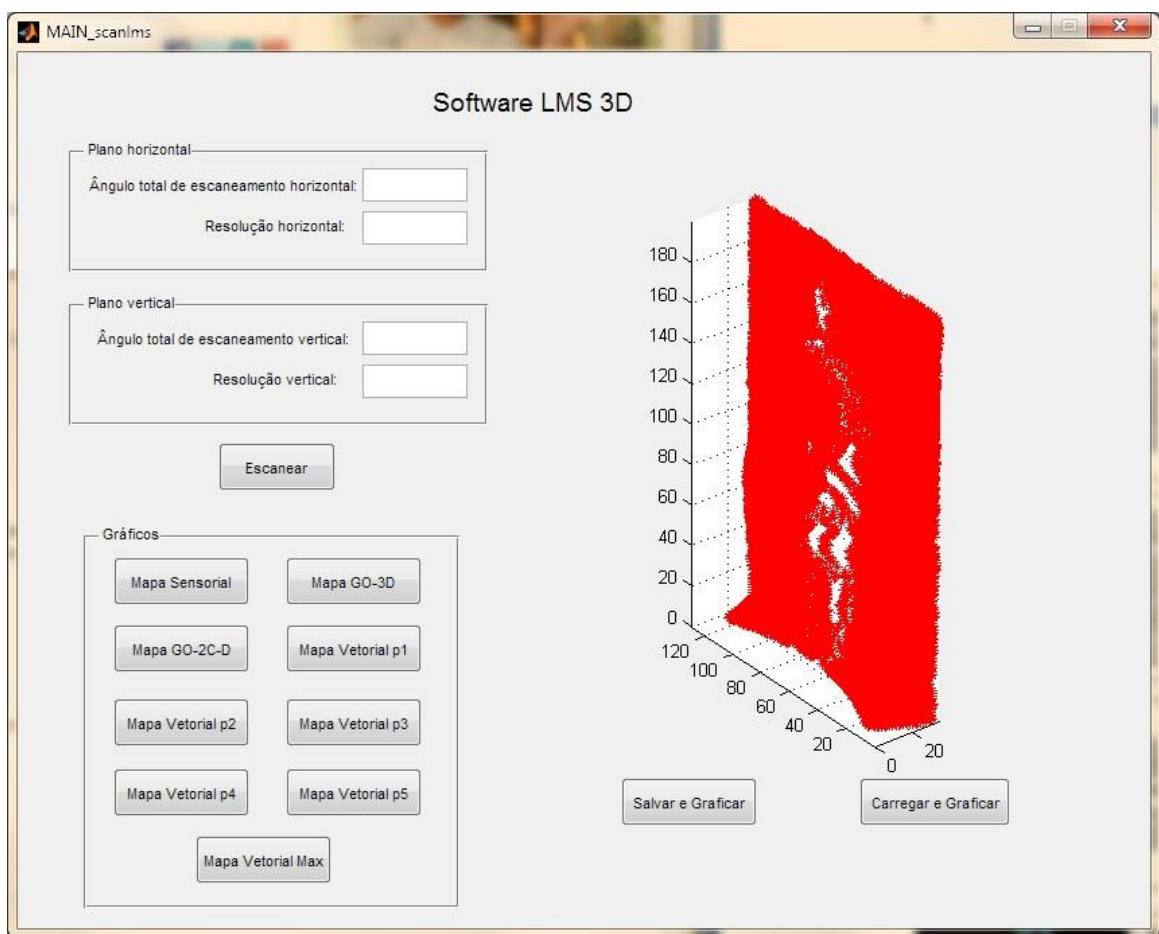 MAIN_scanlms
Software LMS 3D
Plano horizontal
Ângulo total de escaneamento horizontal:
Resolução horizontal:
Plano vertical
Ângulo total de escaneamento vertical:
Resolução vertical:
Escanear
Gráficos
Mapa Sensorial
Mapa GO-3D
Mapa GO-2C-D
Mapa Vetorial p1
Mapa Vetorial p2
Mapa Vetorial p3
Mapa Vetorial p4
Mapa Vetorial p5
Mapa Vetorial Max
180
160
140
120
100
80
60
40
20
0
120
100
80
60
40
20
0
20
Salvar e Graficar
Carregar e Graficar